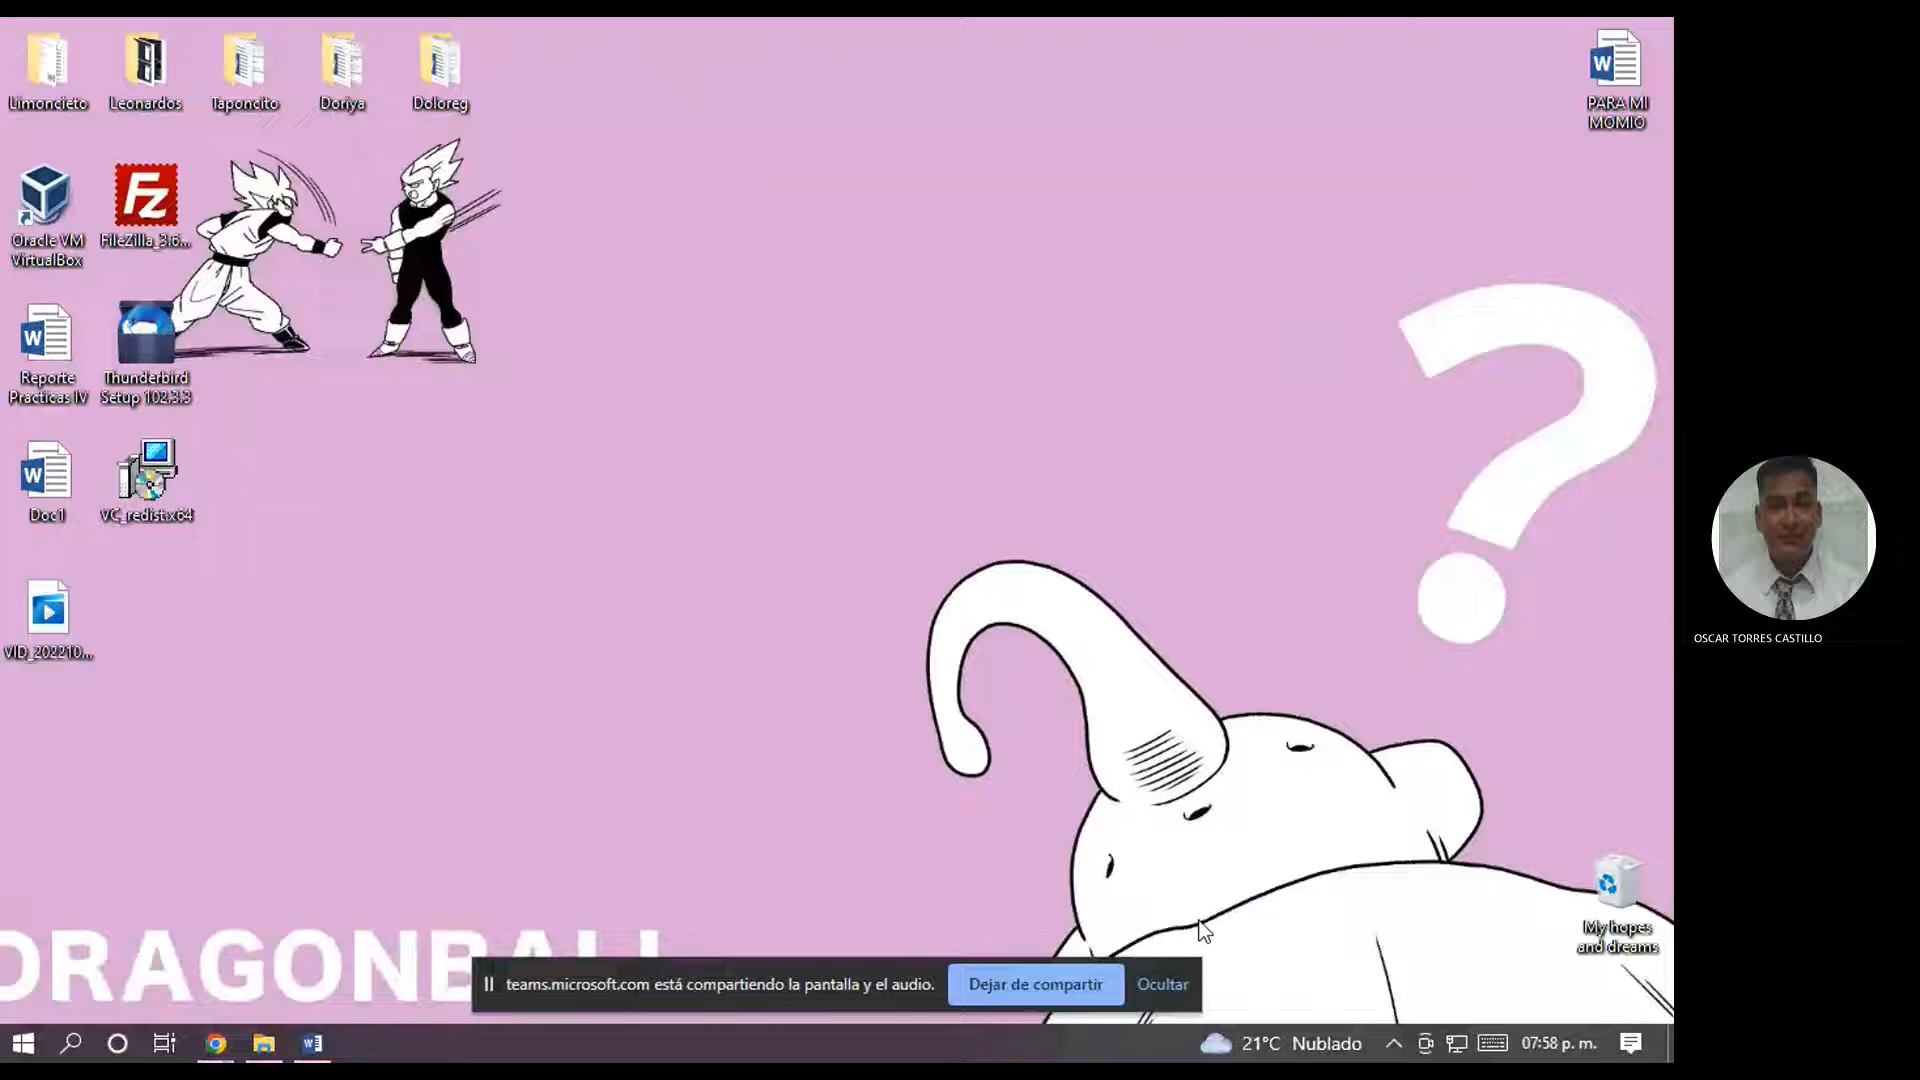 Limoncieto
Leonardos
Taponcito
Doriya
Doloreg
PARA MI
MOMIO
Oracle VM
VirtualBox
FileZilla_3.6...
Reporte
Practicas IV
Thunderbird
Setup 102.3.3
Doc1
VC_redist.x64
VID_202210...
OSCAR TORRES CASTILLO
My hopes
and dreams
DRAGONBALL
teams.microsoft.com está compartiendo la pantalla y el audio.
Dejar de compartir
Ocultar
21°C Nublado
07:58 p. m.